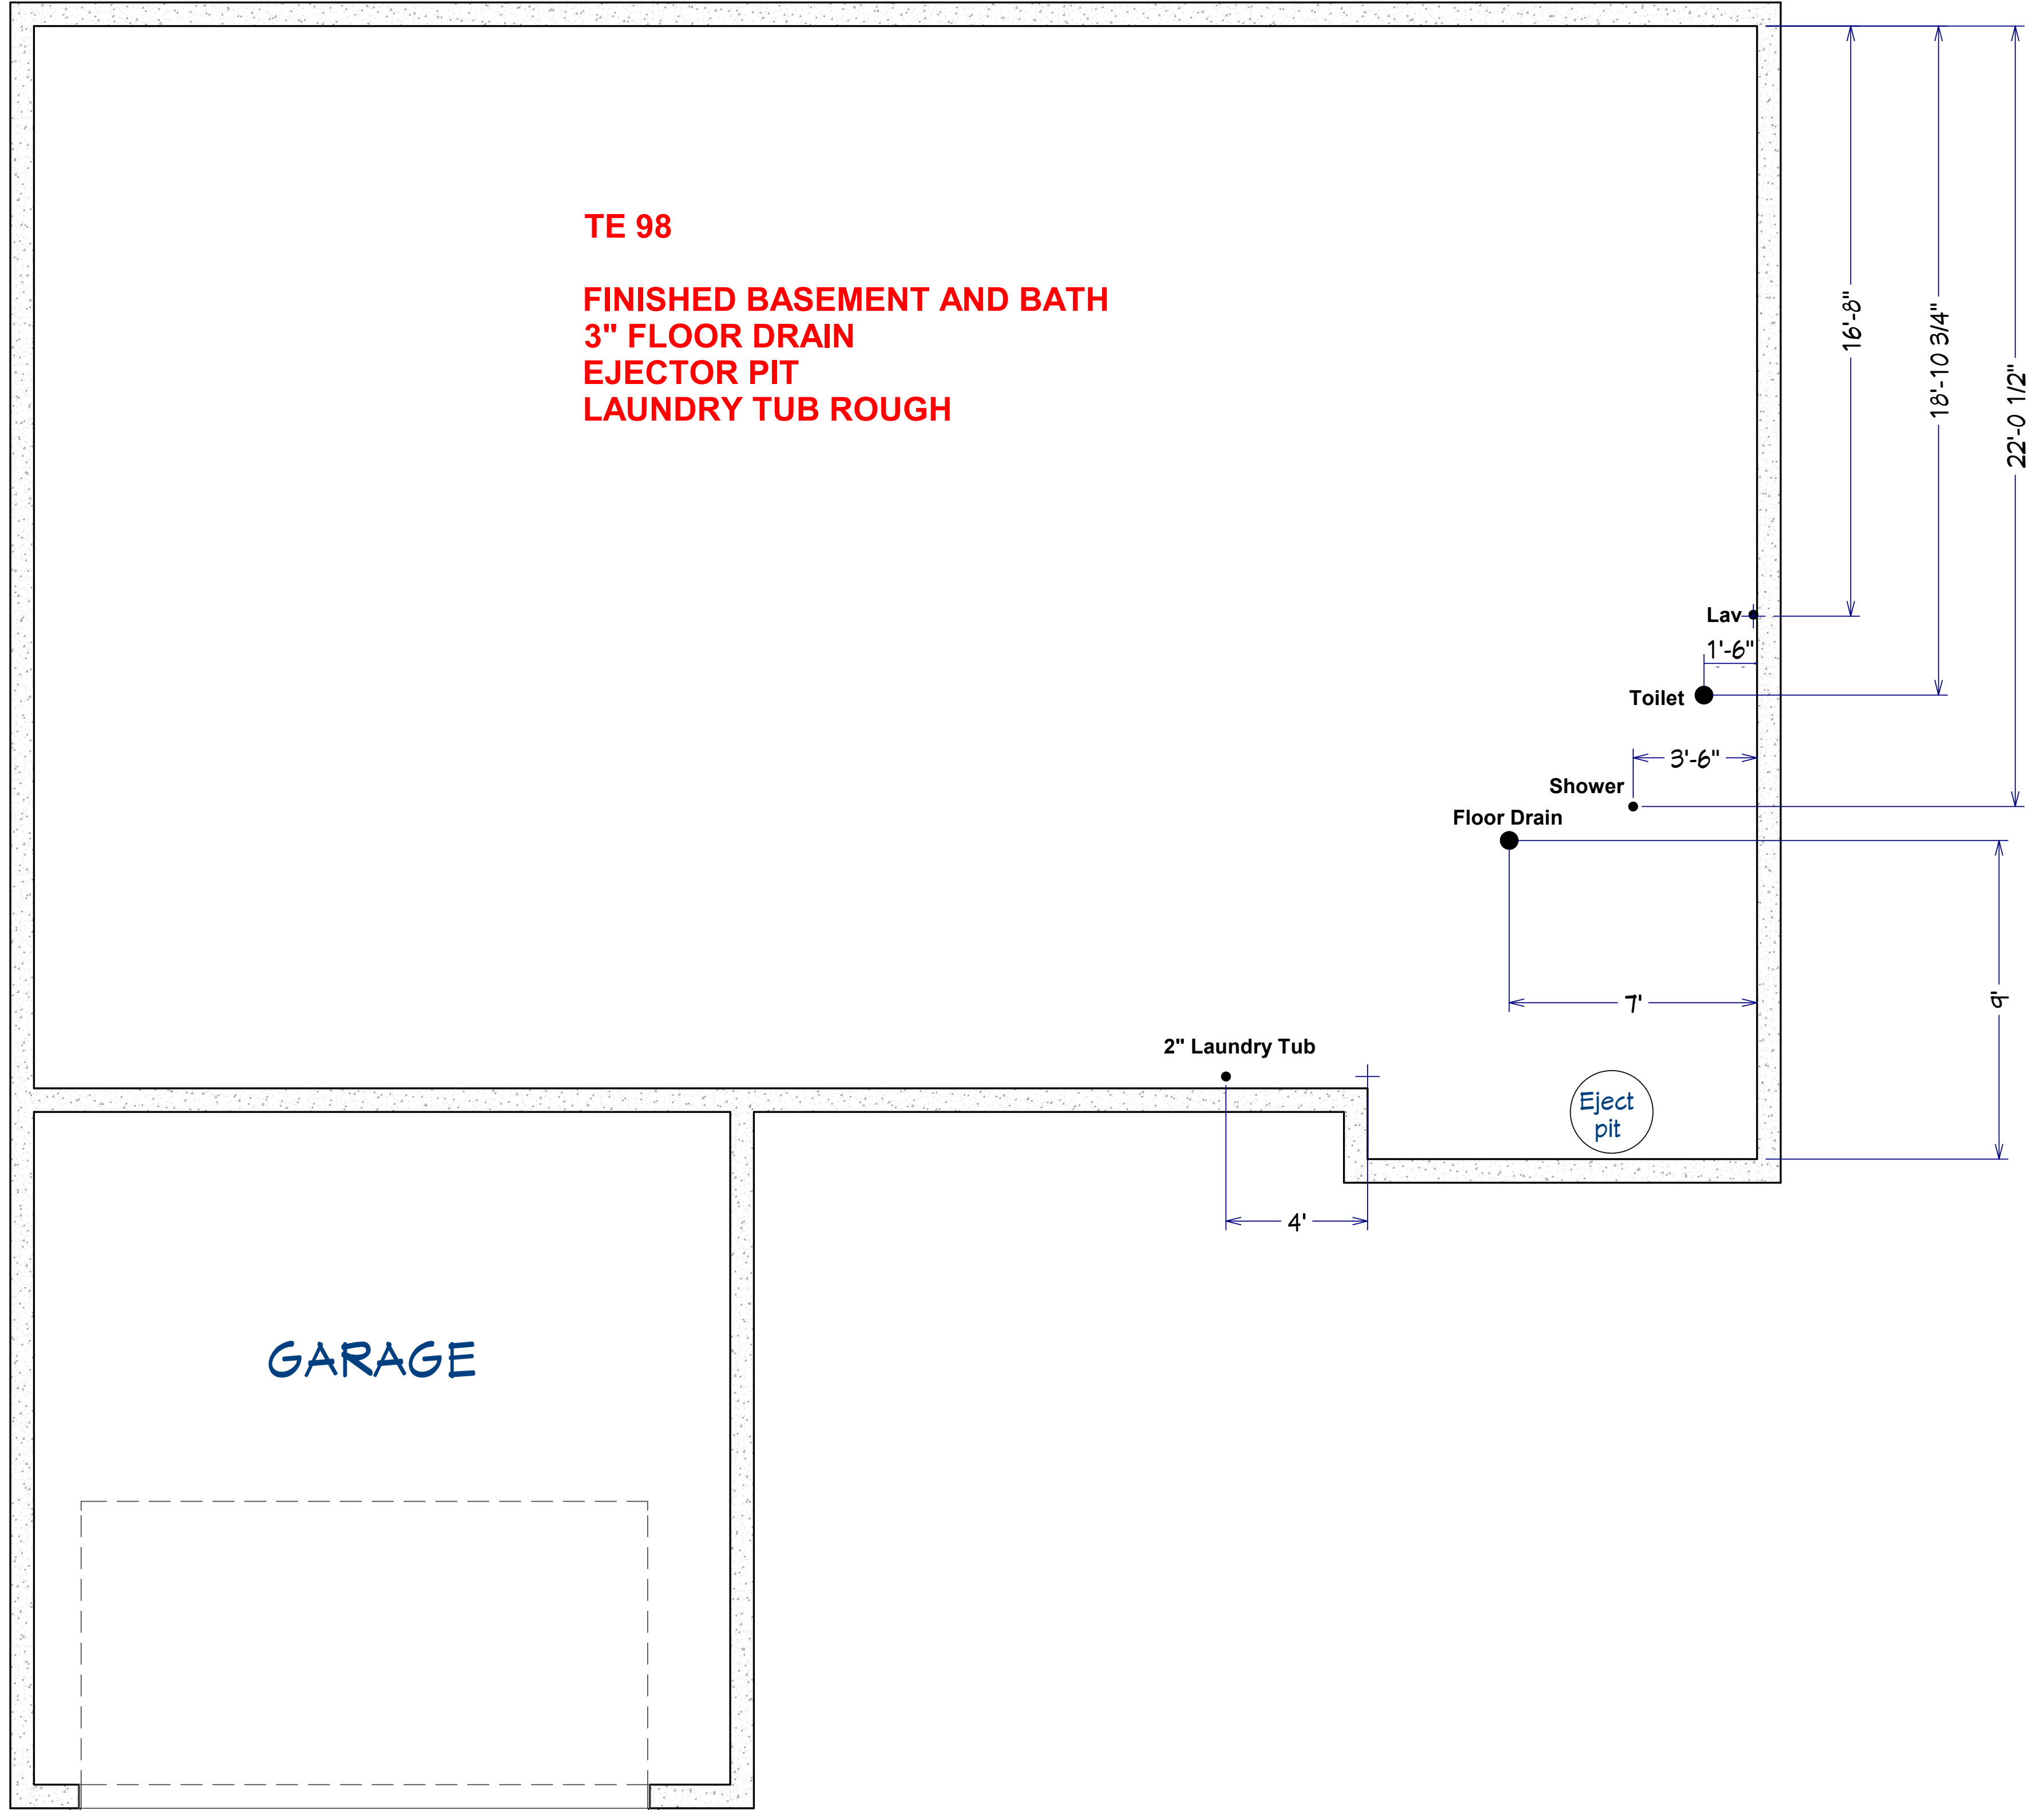 TE 98
FINISHED BASEMENT AND BATH
3" FLOOR DRAIN
EJECTOR PIT
LAUNDRY TUB ROUGH
16'-8"
18'-10 3/4"
22'-0 1/2"
Lav
1'-6"
Toilet
3'-6"
Shower
Floor Drain
7'
9'
2" Laundry Tub
Eject
pit
4'
GARAGE